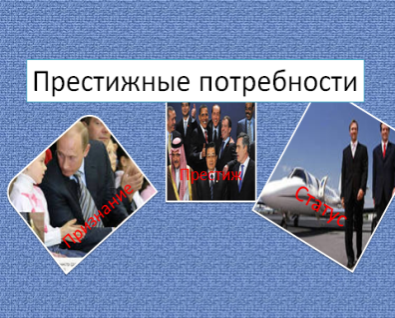 Престижные потребности
Признание
Престиж
Статус